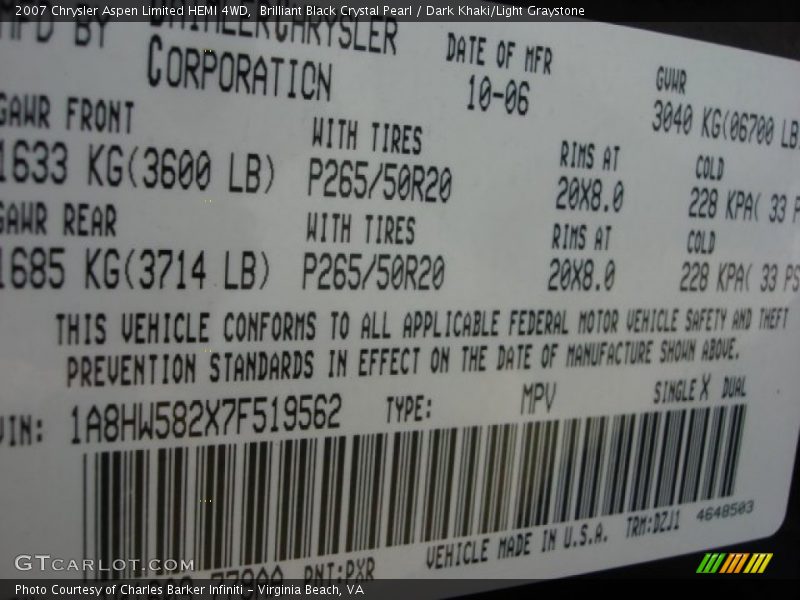 2007 Chrysler Aspen Limited HEMI 4WD, Brilliant Black Crystal Pearl / Dark Khaki/Light Graystone
MFD BY DAIMLERCHRYSLER CORPORATION
DATE OF MFR
10-06
GVWR
3040 KG(06700 LB
GAWR FRONT
1633 KG(3600 LB)
WITH TIRES
P265/50R20
RIMS AT
20X8.0
COLD
228 KPA( 33 P
GAWR REAR
1685 KG(3714 LB)
WITH TIRES
P265/50R20
RIMS AT
20X8.0
COLD
228 KPA( 33 PS
THIS VEHICLE CONFORMS TO ALL APPLICABLE FEDERAL MOTOR VEHICLE SAFETY AND THEFT
PREVENTION STANDARDS IN EFFECT ON THE DATE OF MANUFACTURE SHOWN ABOVE.
VIN: 1A8HW582X7F519562 TYPE: MPV SINGLE X DUAL
PNT:PXR
VEHICLE MADE IN U.S.A. TRM:DZJ1 4648503
GTCARLOT.COM
Photo Courtesy of Charles Barker Infiniti - Virginia Beach, VA